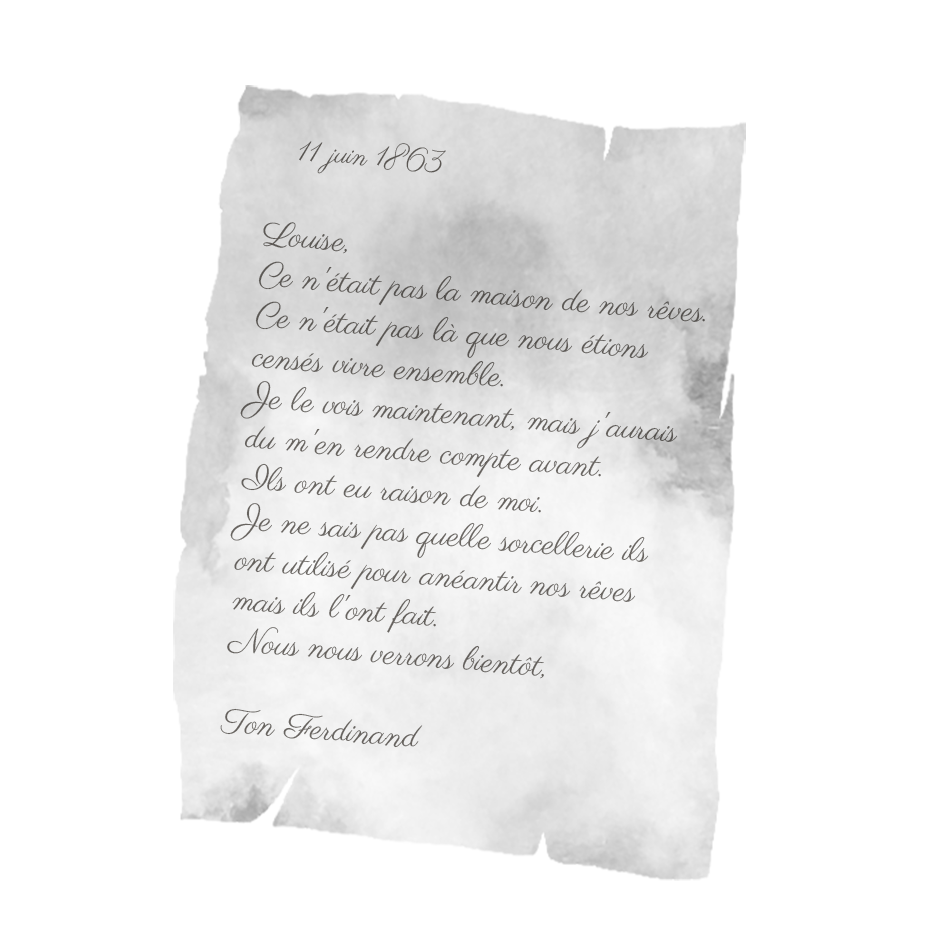 11 juin 1863
Louise,
Ce n'était pas la maison de nos rêves.
Ce n'était pas là que nous étions
censés vivre ensemble.
Je le vois maintenant, mais j'aurais
du m'en rendre compte avant.
Ils ont eu raison de moi.
Je ne sais pas quelle sorcellerie ils
ont utilisé pour anéantir nos rêves
mais ils l'ont fait.
Nous nous verrons bientôt,
Ton Ferdinand